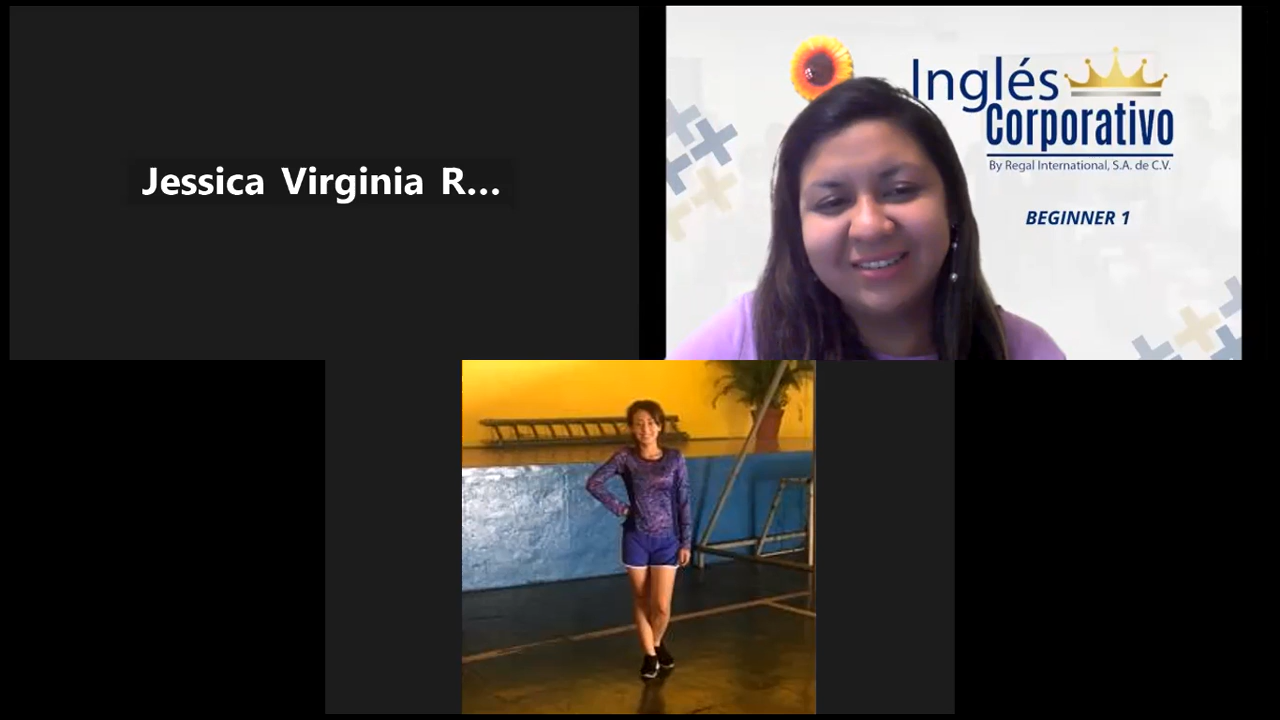 Jessica Virginia R...
Inglés
Corporativo
By Regal International, S.A. de C.V.
BEGINNER 1